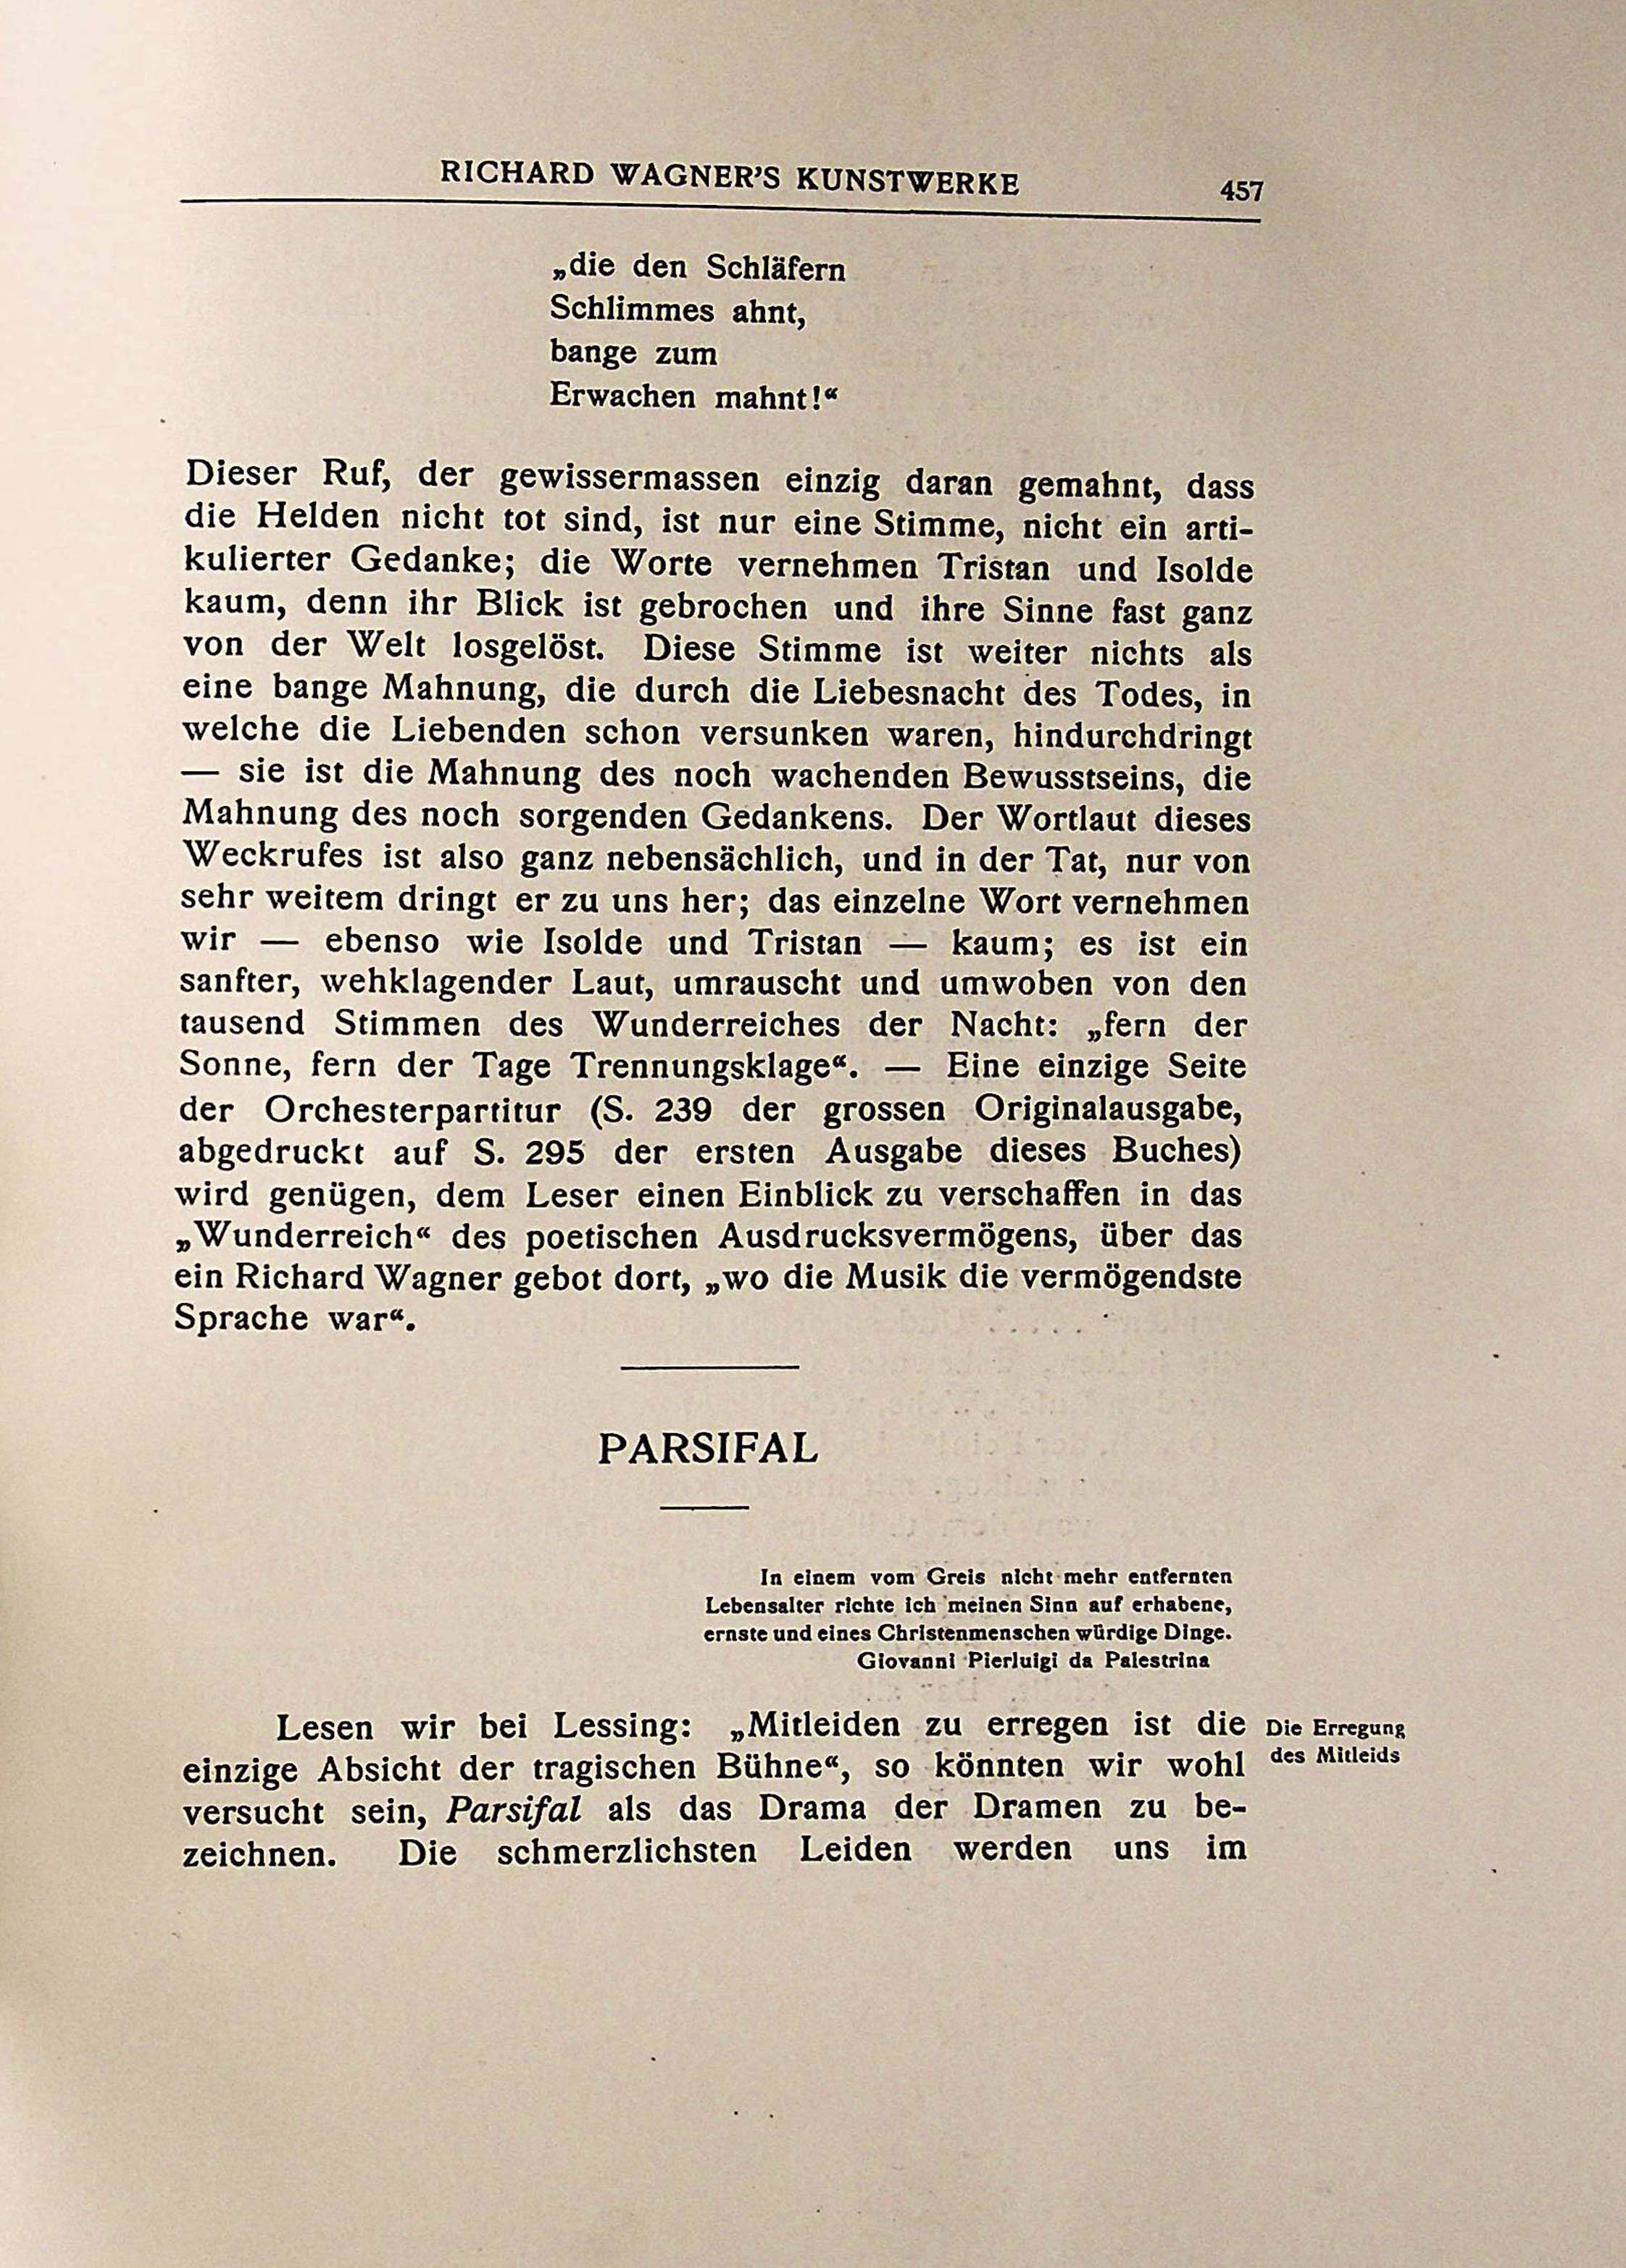 RICHARD WAGNER'S KUNSTWERKE 457
„die den Schläfern
Schlimmes ahnt,
bange zum
Erwachen mahnt!“
Dieser Ruf, der gewissermassen einzig daran gemahnt, dass
die Helden nicht tot sind, ist nur eine Stimme, nicht ein arti-
kulierter Gedanke; die Worte vernehmen Tristan und Isolde
kaum, denn ihr Blick ist gebrochen und ihre Sinne fast ganz
von der Welt losgelöst. Diese Stimme ist weiter nichts als
eine bange Mahnung, die durch die Liebesnacht des Todes, in
welche die Liebenden schon versunken waren, hindurchdringt
— sie ist die Mahnung des noch wachenden Bewusstseins, die
Mahnung des noch sorgenden Gedankens. Der Wortlaut dieses
Weckrufes ist also ganz nebensächlich, und in der Tat, nur von
sehr weitem dringt er zu uns her; das einzelne Wort vernehmen
wir — ebenso wie Isolde und Tristan — kaum; es ist ein
sanfter, wehklagender Laut, umrauscht und umwoben von den
tausend Stimmen des Wunderreiches der Nacht: „fern der
Sonne, fern der Tage Trennungsklage“. — Eine einzige Seite
der Orchesterpartitur (S. 239 der grossen Originalausgabe,
abgedruckt auf S. 295 der ersten Ausgabe dieses Buches)
wird genügen, dem Leser einen Einblick zu verschaffen in das
„Wunderreich“ des poetischen Ausdrucksvermögens, über das
ein Richard Wagner gebot dort, „wo die Musik die vermögendste
Sprache war“.
PARSIFAL
In einem vom Greis nicht mehr entfernten
Lebensalter richte ich meinen Sinn auf erhabene,
ernste und eines Christenmenschen würdige Dinge.
Giovanni Pierluigi da Palestrina
Lesen wir bei Lessing: „Mitleiden zu erregen ist die
einzige Absicht der tragischen Bühne“, so könnten wir wohl
versucht sein, Parsifal als das Drama der Dramen zu be-
zeichnen. Die schmerzlichsten Leiden werden uns im
Die Erregung
des Mitleids